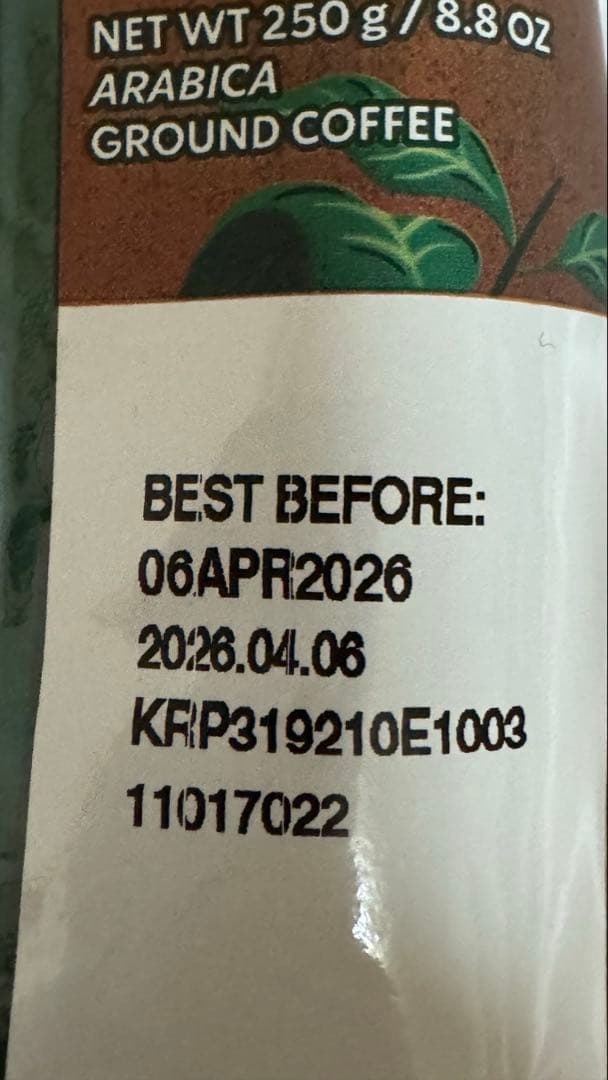 NET WT 250 g / 8.8 OZ
ARABICA
GROUND COFFEE
BEST BEFORE:
06APR2026
2026.04.06
KRP319210E1003
11017022